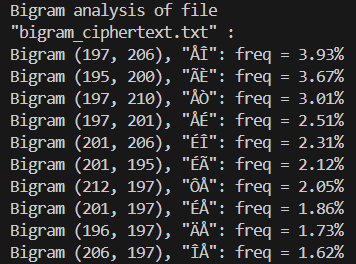 Bigram analysis of file
"bigram_ciphertext.txt" :
Bigram (197, 206), "ÅÎ": freq = 3.93%
Bigram (195, 200), "ÃÈ": freq = 3.67%
Bigram (197, 210), "ÅÒ": freq = 3.01%
Bigram (197, 201), "ÅÉ": freq = 2.51%
Bigram (201, 206), "ÉÎ": freq = 2.31%
Bigram (201, 195), "ÉÃ": freq = 2.12%
Bigram (212, 197), "ÔÅ": freq = 2.05%
Bigram (201, 197), "ÉÅ": freq = 1.86%
Bigram (196, 197), "ÄÅ": freq = 1.73%
Bigram (206, 197), "ÎÅ": freq = 1.62%